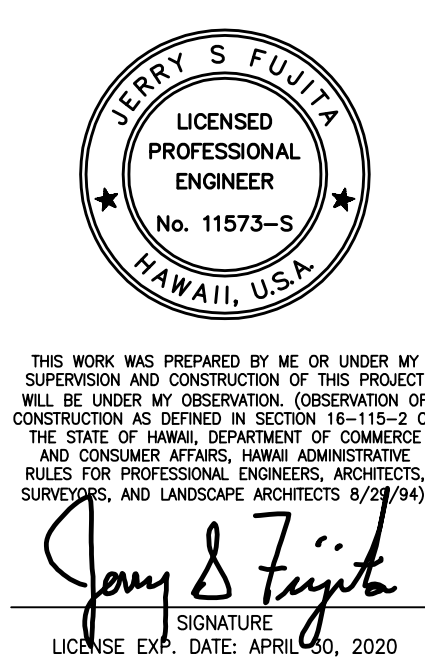 JERRY S FUJITA
LICENSED
PROFESSIONAL
ENGINEER
No. 11573-S
HAWAII, U.S.A.
THIS WORK WAS PREPARED BY ME OR UNDER MY
SUPERVISION AND CONSTRUCTION OF THIS PROJECT
WILL BE UNDER MY OBSERVATION. (OBSERVATION OF
CONSTRUCTION AS DEFINED IN SECTION 16-115-2 O
THE STATE OF HAWAII, DEPARTMENT OF COMMERCE
AND CONSUMER AFFAIRS, HAWAII ADMINISTRATIVE
RULES FOR PROFESSIONAL ENGINEERS, ARCHITECTS,
SURVEYORS, AND LANDSCAPE ARCHITECTS 8/29/94)
Jerry S Fujita
SIGNATURE
LICENSE EXP. DATE: APRIL 30, 2020